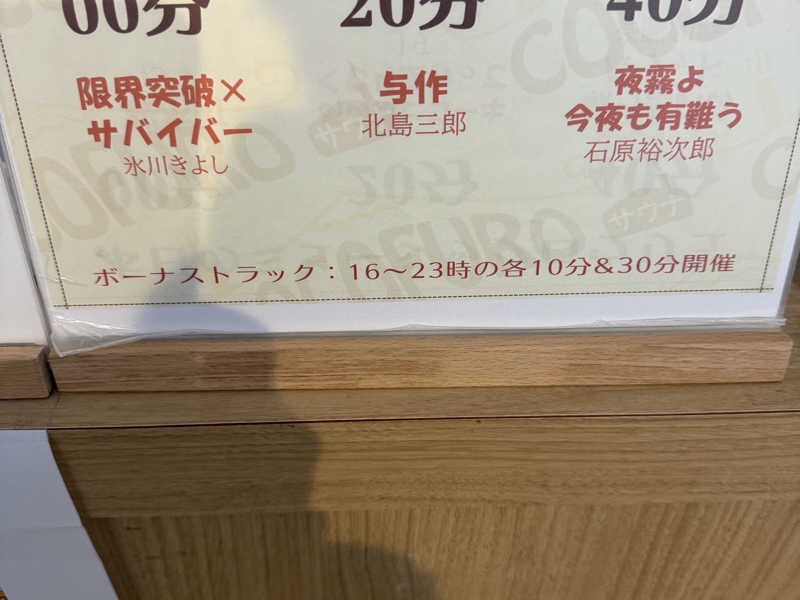 00分 20分 40分
限界突破×
サバイバー
氷川きよし
与作
北島三郎
夜霧よ
今夜も有難う
石原裕次郎
ボーナストラック：16〜23時の各10分&30分開催